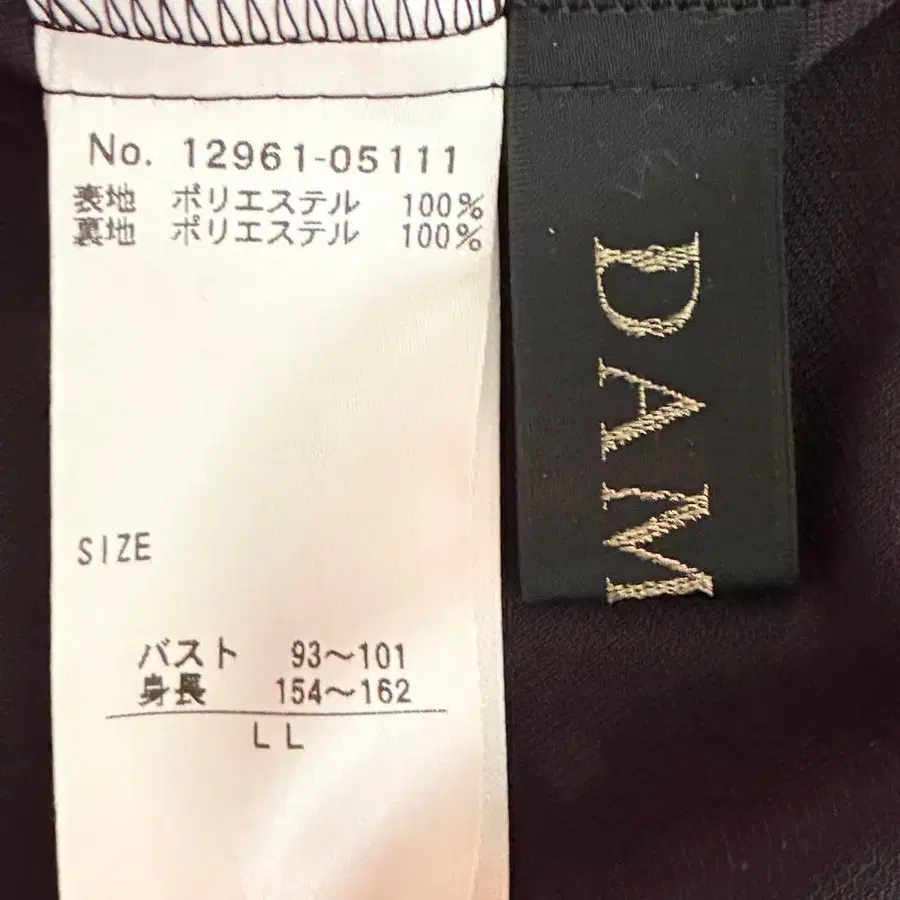 No. 12961-05111
表地 ポリエステル 100%
裏地 ポリエステル 100%
SIZE
バスト 93～101
身長 154～162
LL
DAM